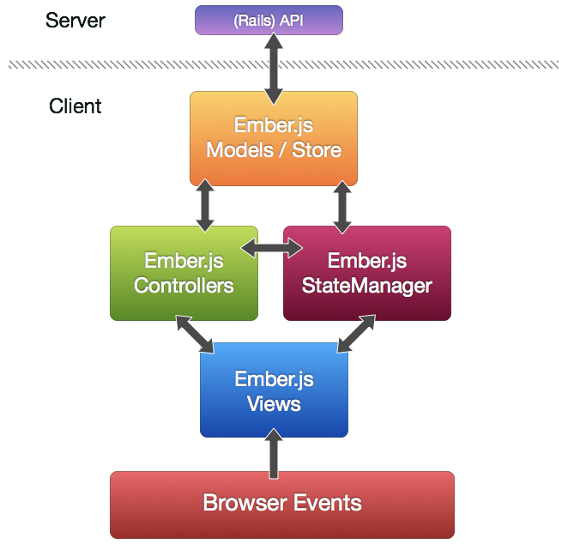 Server
(Rails) API
Client
Ember.js
Models / Store
Ember.js
Controllers
Ember.js
StateManager
Ember.js
Views
Browser Events